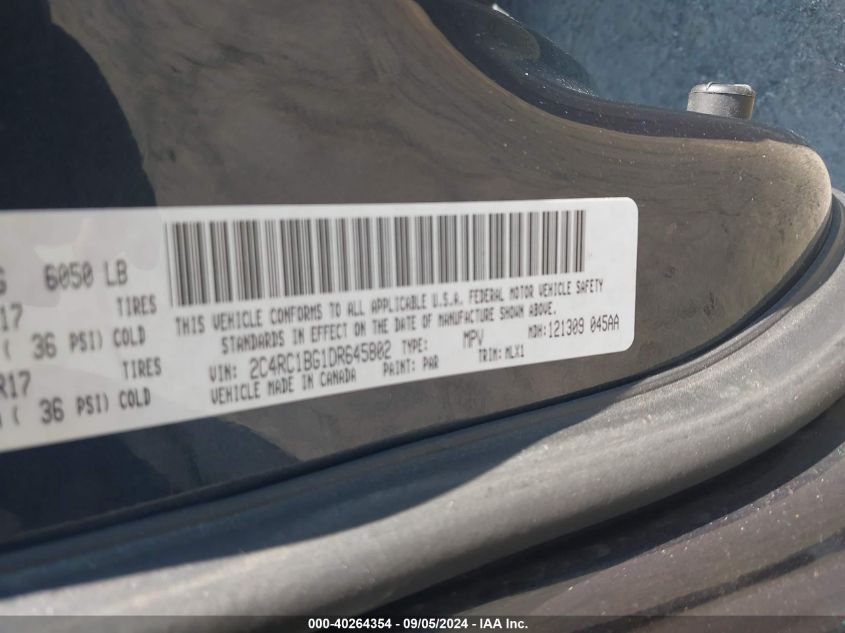 G 6050 LB
17 TIRES
( 36 PSI) COLD
R17 TIRES
( 36 PSI) COLD
THIS VEHICLE CONFORMS TO ALL APPLICABLE U.S.A. FEDERAL MOTOR VEHICLE SAFETY
STANDARDS IN EFFECT ON THE DATE OF MANUFACTURE SHOWN ABOVE.
VIN: 2C4RC1BG1DR645802 TYPE: MPV MDH: 121309 045AA
VEHICLE MADE IN CANADA PAINT: PAR TRIM: MLX1
000-40264354 - 09/05/2024 - IAA Inc.